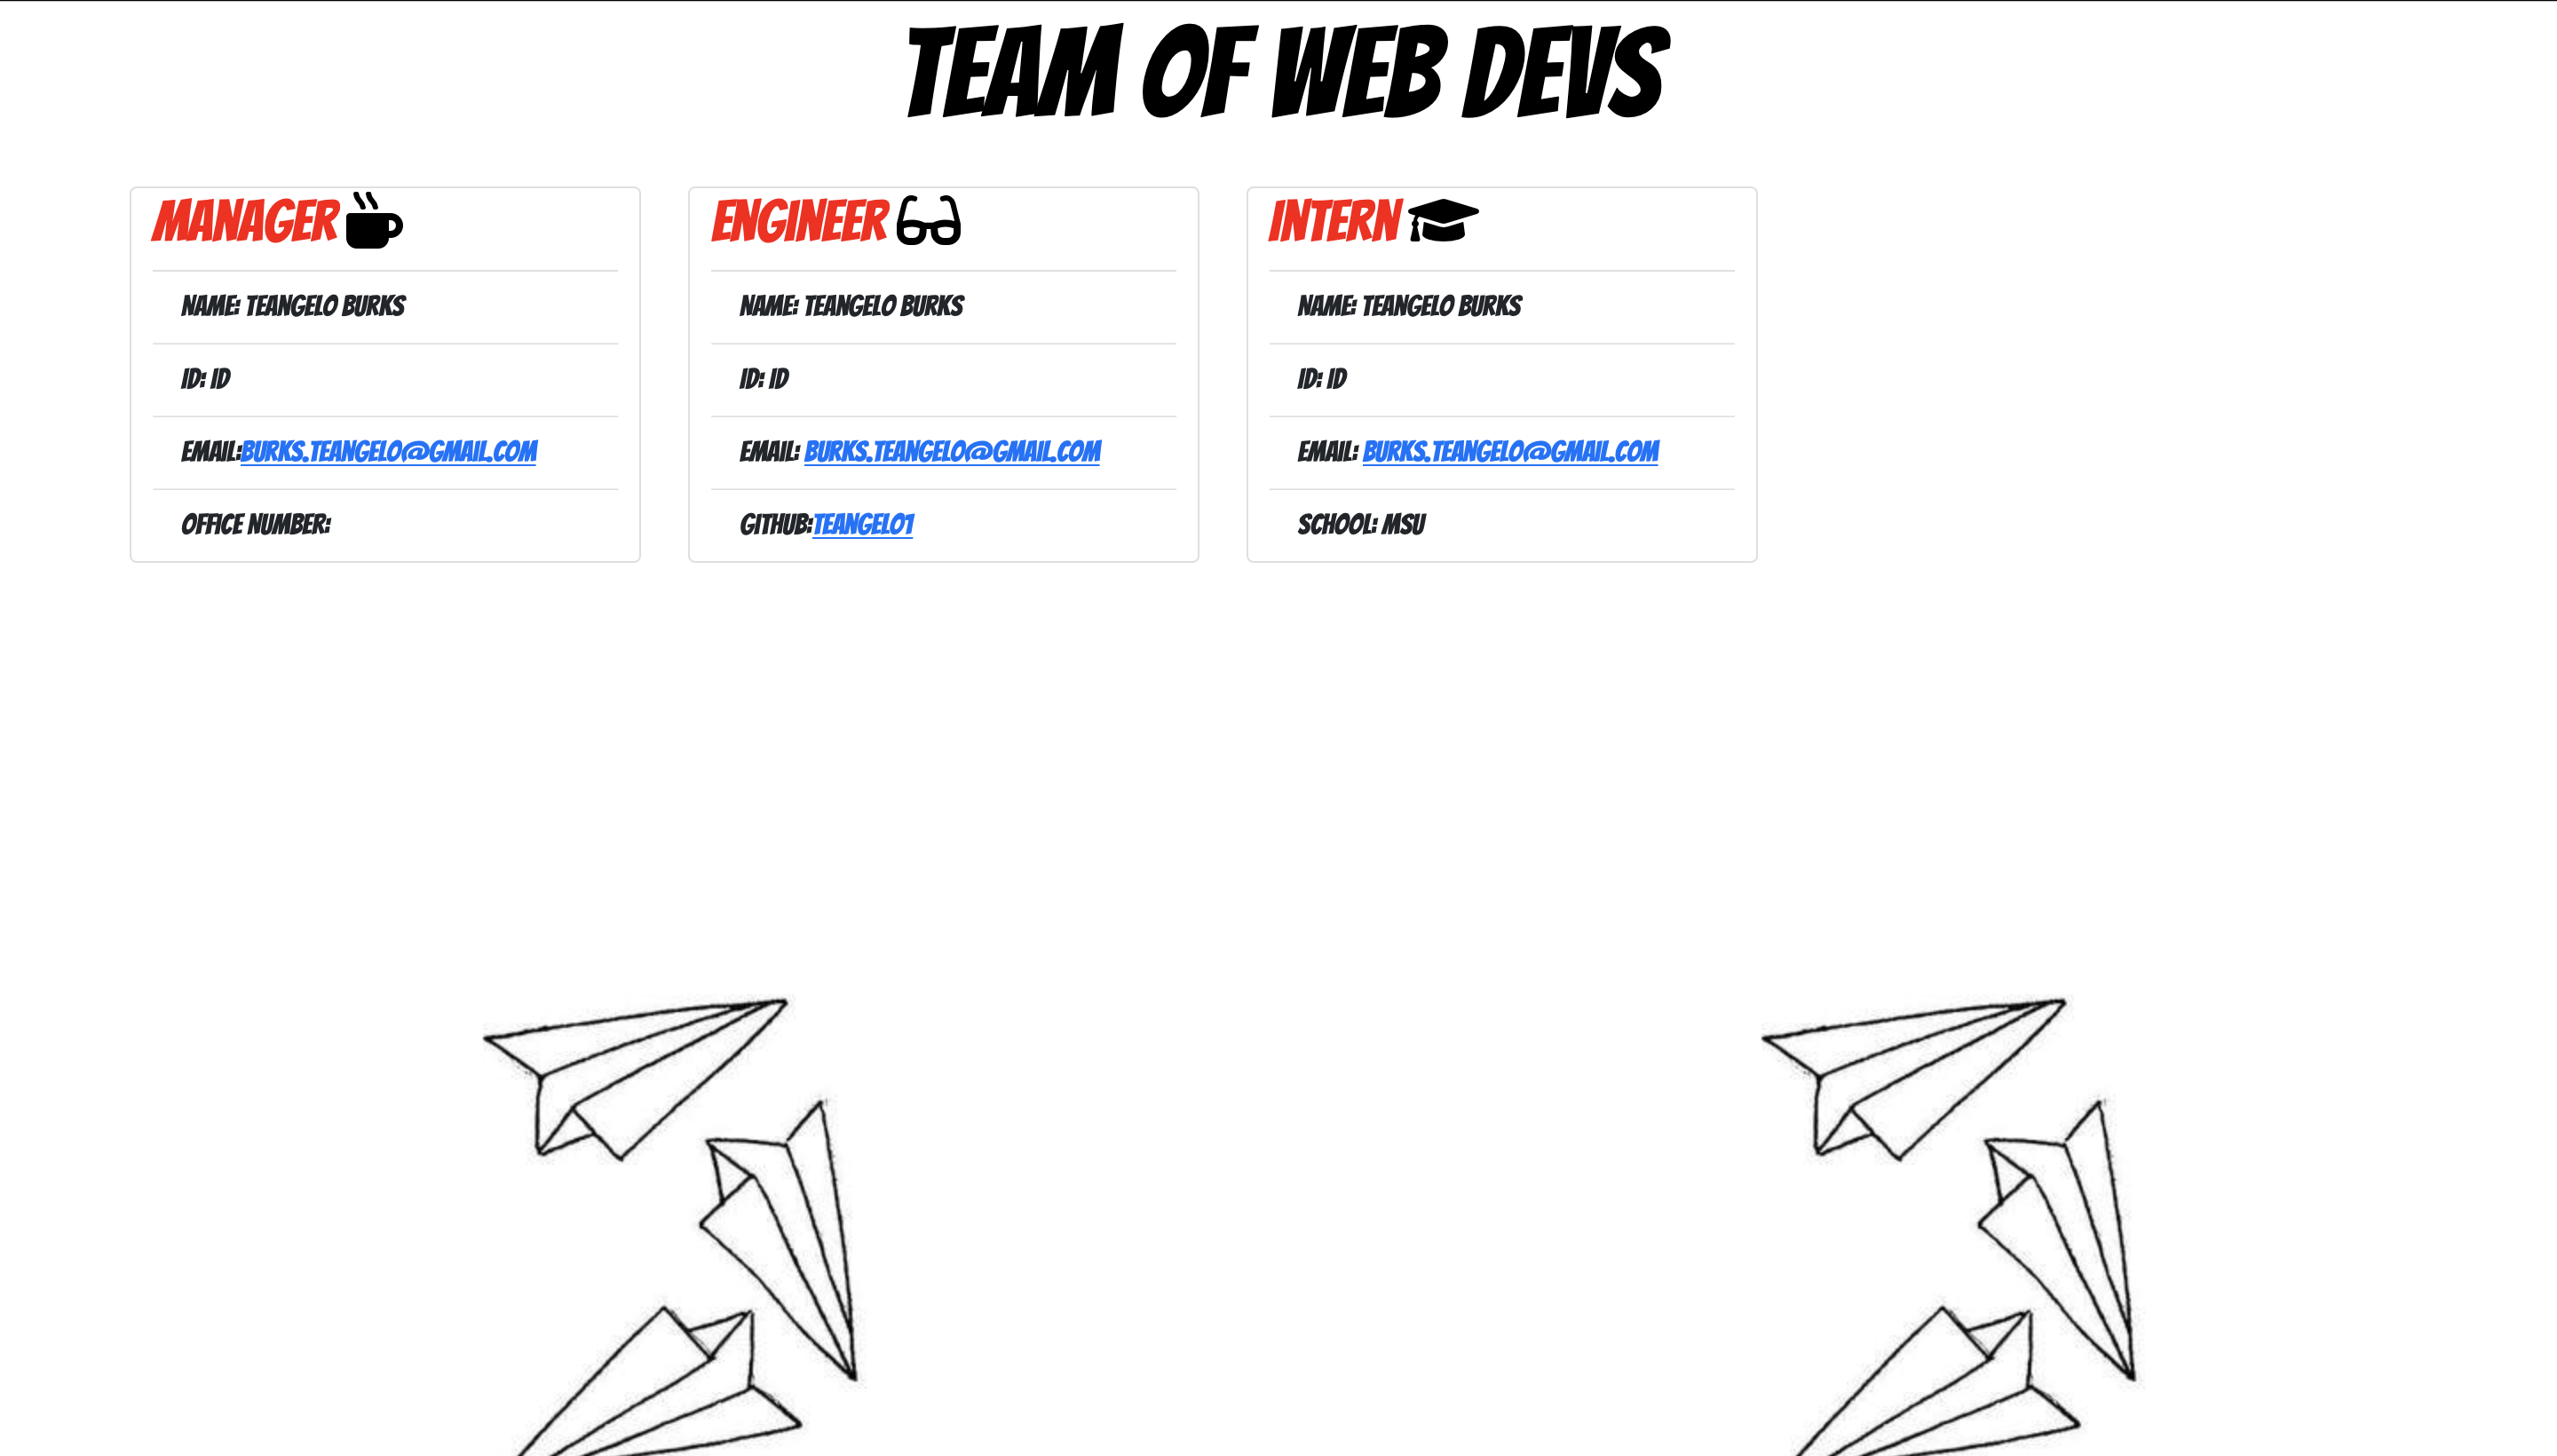 TEAM OF WEB DEVS
MANAGER
NAME: TEANGELO BURKS
ID: ID
EMAIL:BURKS.TEANGELO@GMAIL.COM
OFFICE NUMBER:
ENGINEER
NAME: TEANGELO BURKS
ID: ID
EMAIL: BURKS.TEANGELO@GMAIL.COM
GITHUB:TEANGELO1
INTERN
NAME: TEANGELO BURKS
ID: ID
EMAIL: BURKS.TEANGELO@GMAIL.COM
SCHOOL: MSU